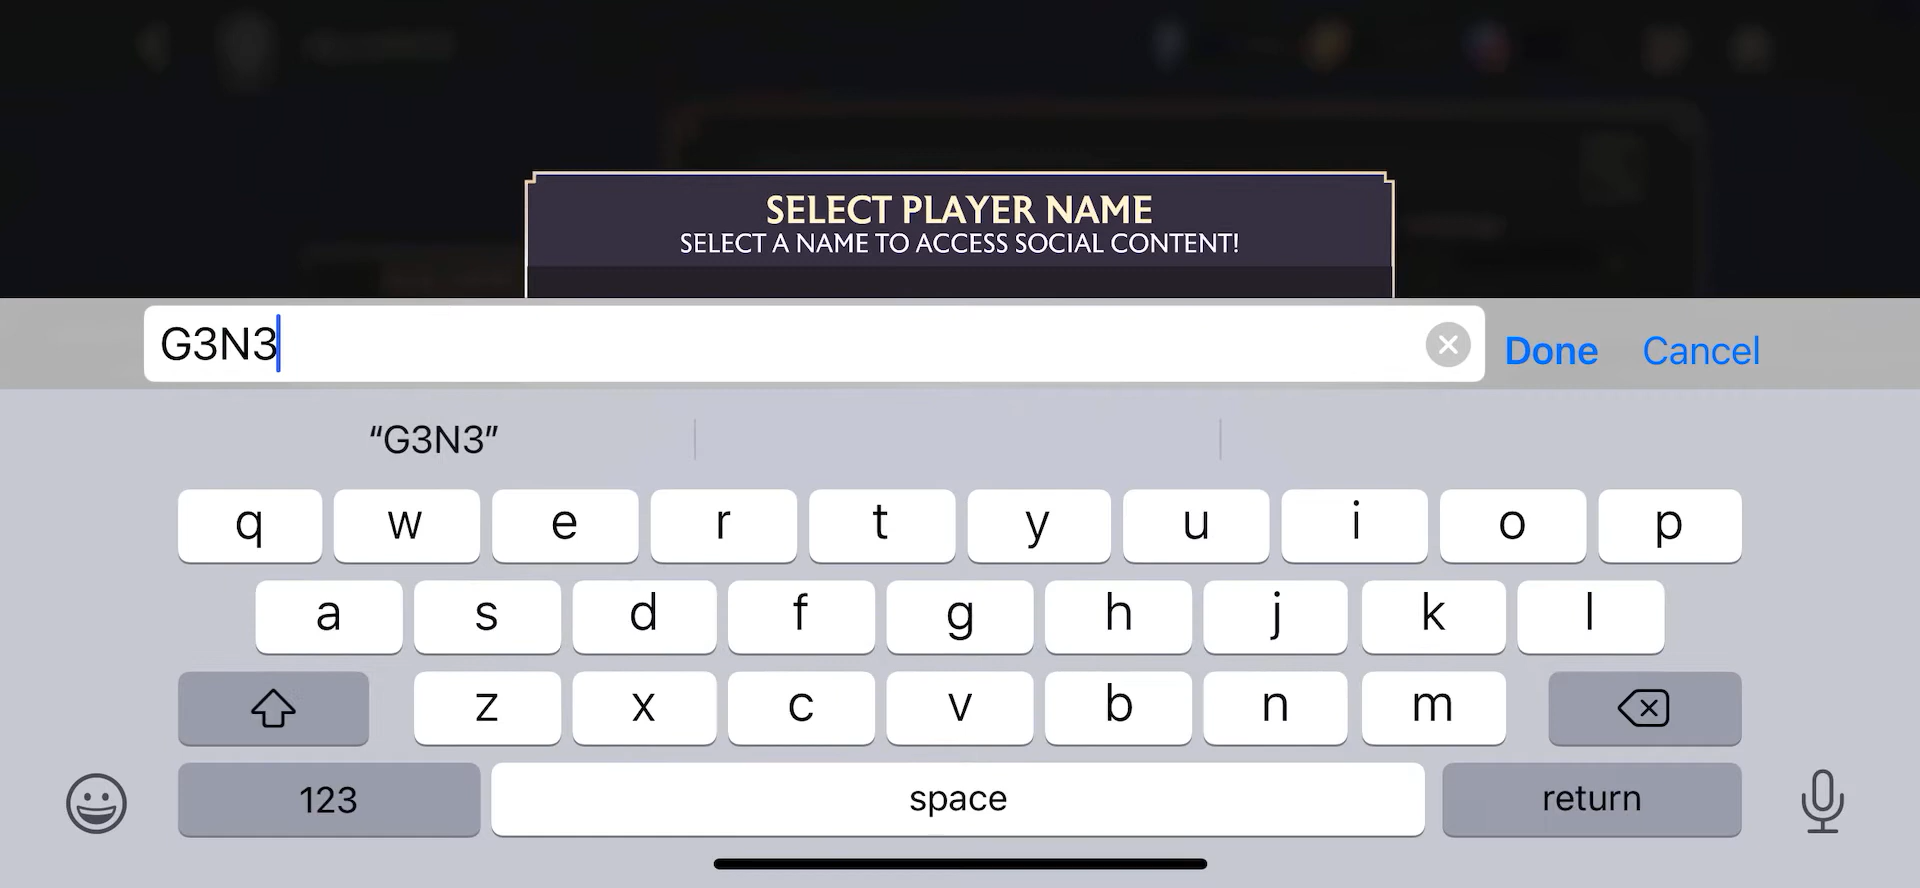 SELECT PLAYER NAME
SELECT A NAME TO ACCESS SOCIAL CONTENT!
G3N3
Done Cancel
“G3N3”
q w e r t y u i o p
a s d f g h j k l
z x c v b n m
123 space return